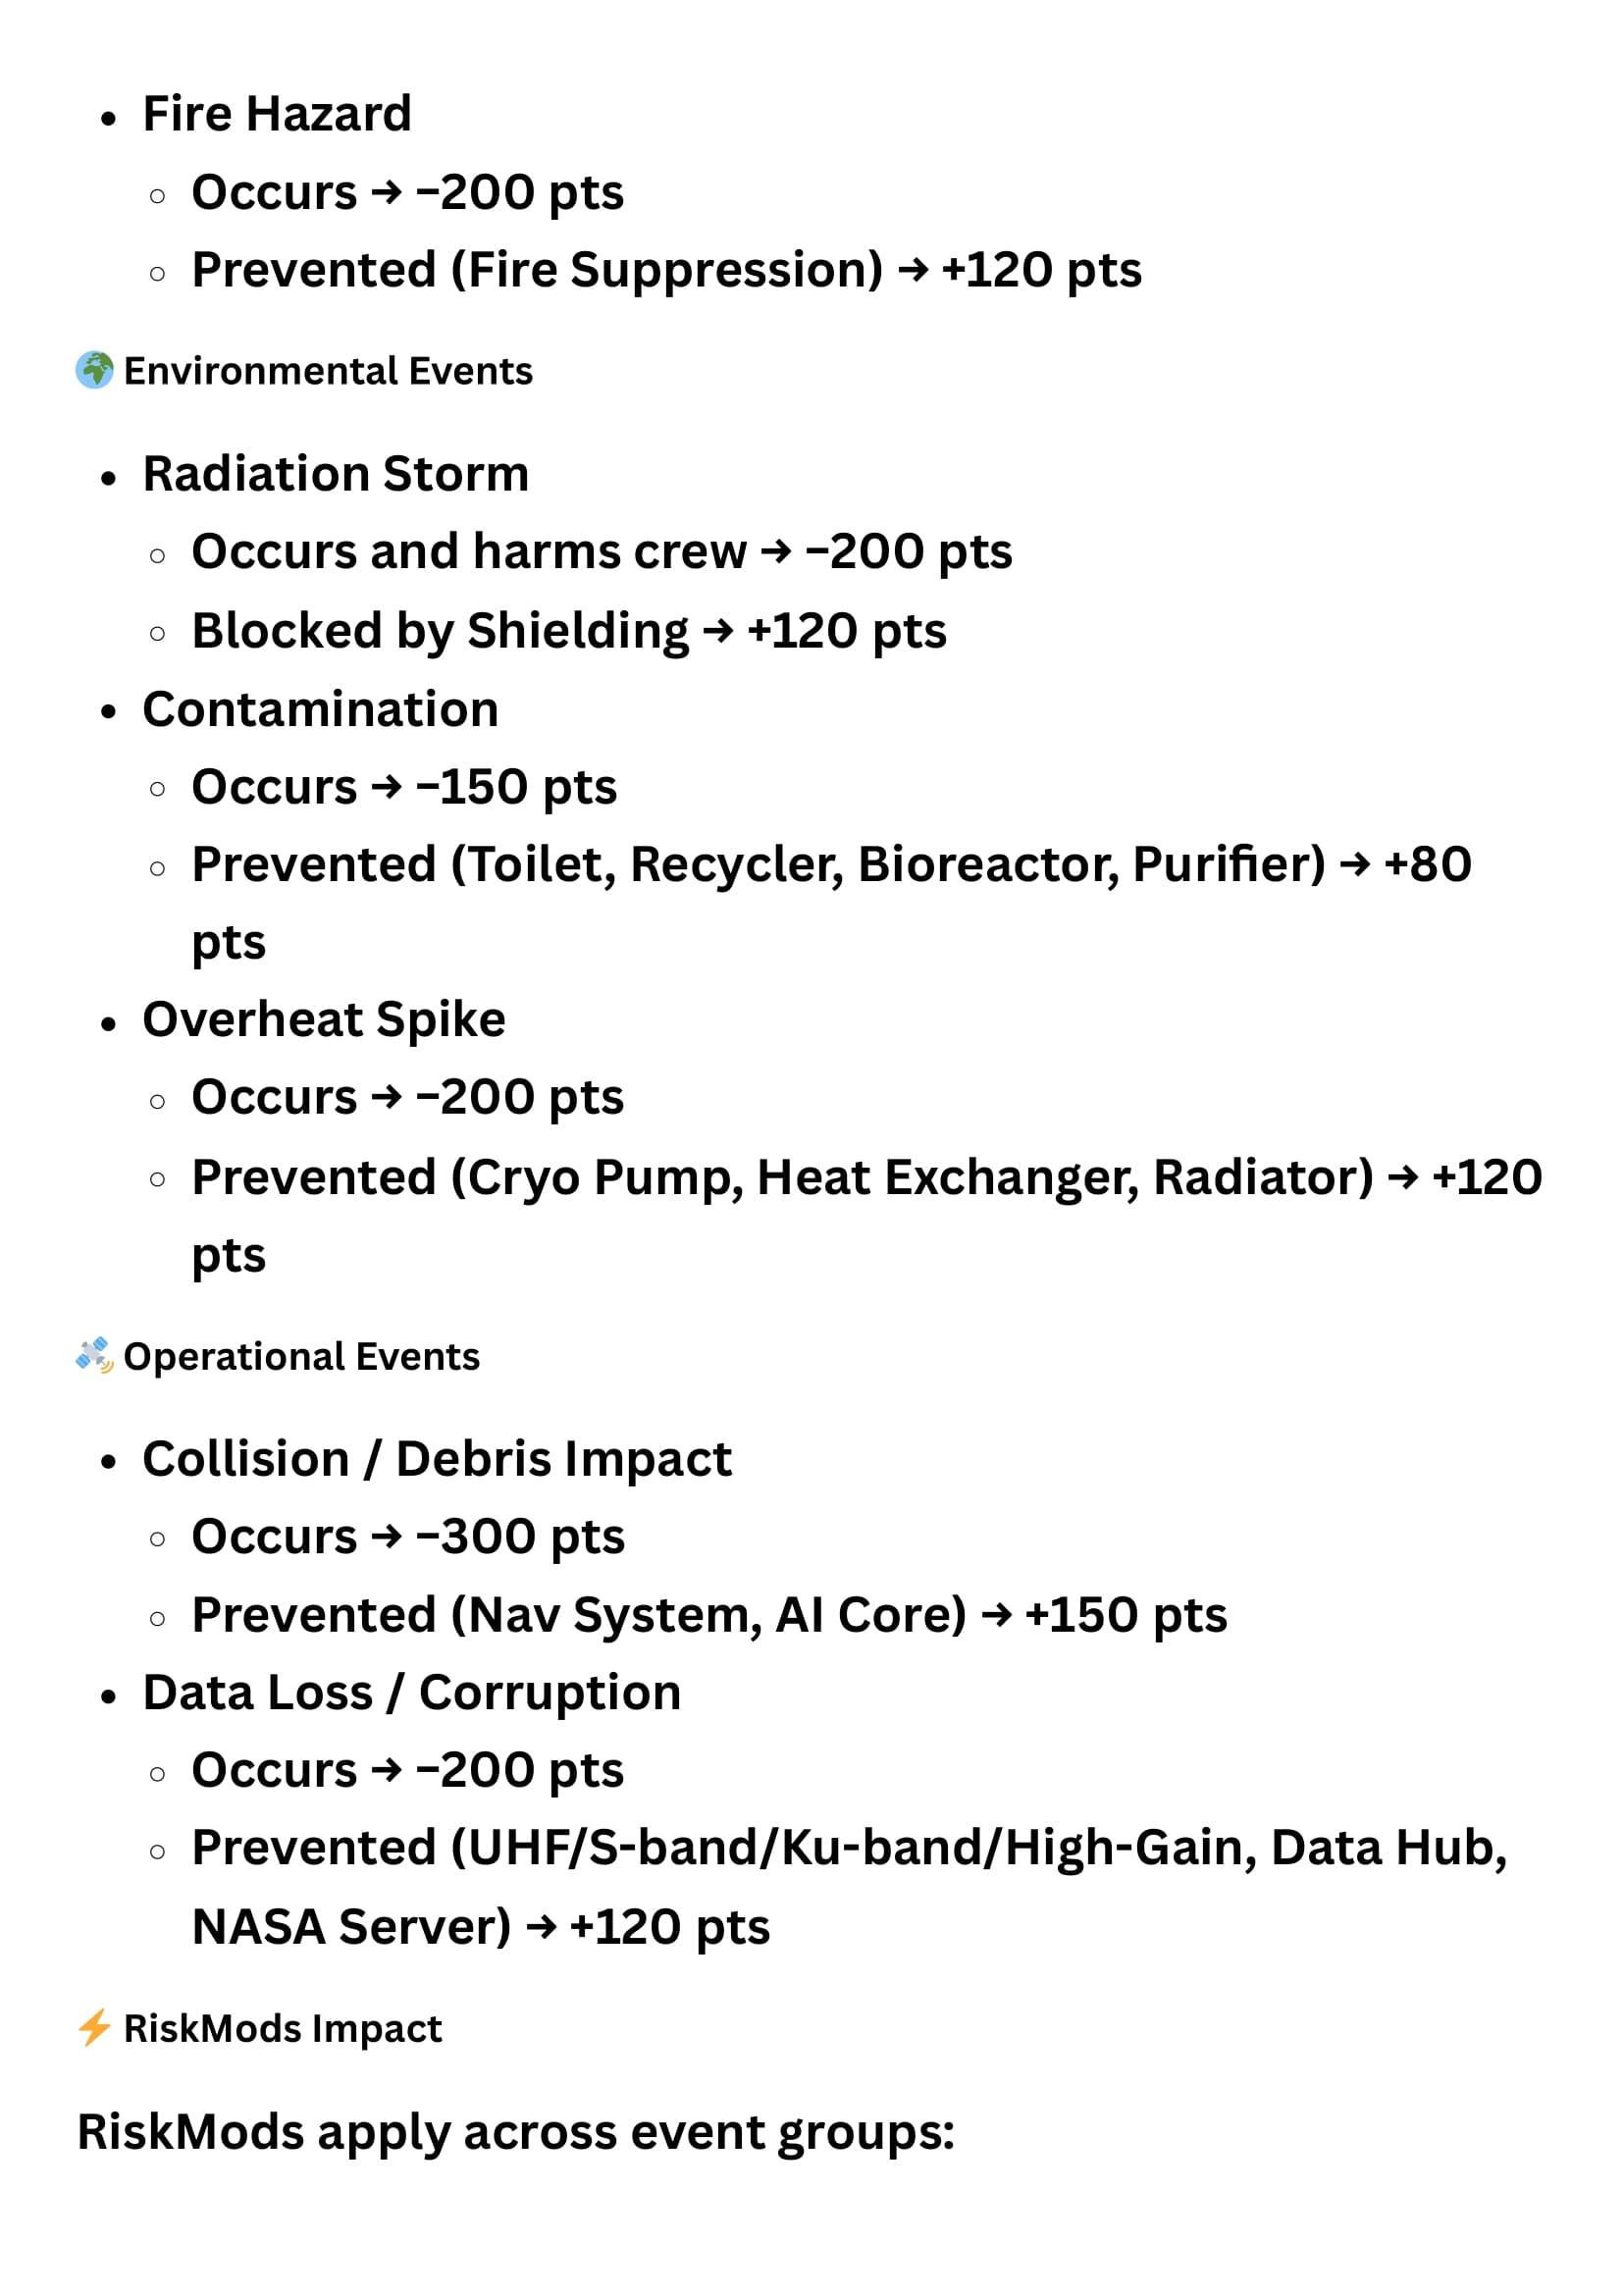 • Fire Hazard
◦ Occurs → −200 pts
◦ Prevented (Fire Suppression) → +120 pts
🌍 Environmental Events
• Radiation Storm
◦ Occurs and harms crew → −200 pts
◦ Blocked by Shielding → +120 pts
• Contamination
◦ Occurs → −150 pts
◦ Prevented (Toilet, Recycler, Bioreactor, Purifier) → +80
pts
• Overheat Spike
◦ Occurs → −200 pts
◦ Prevented (Cryo Pump, Heat Exchanger, Radiator) → +120
pts
🛰️ Operational Events
• Collision / Debris Impact
◦ Occurs → −300 pts
◦ Prevented (Nav System, AI Core) → +150 pts
• Data Loss / Corruption
◦ Occurs → −200 pts
◦ Prevented (UHF/S-band/Ku-band/High-Gain, Data Hub,
NASA Server) → +120 pts
⚡ RiskMods Impact
RiskMods apply across event groups: